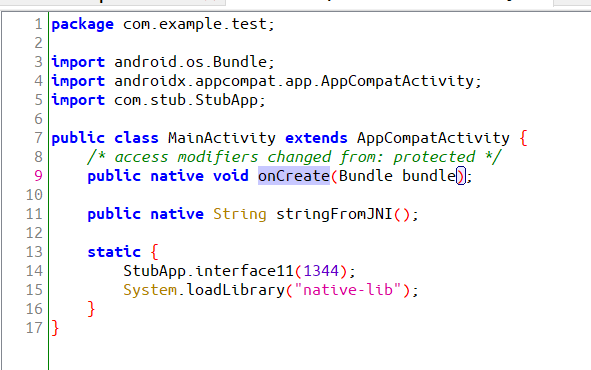 1 package com.example.test;
2
3 import android.os.Bundle;
4 import androidx.appcompat.app.AppCompatActivity;
5 import com.stub.StubApp;
6
7 public class MainActivity extends AppCompatActivity {
8 /* access modifiers changed from: protected */
9 public native void onCreate(Bundle bundle);
10
11 public native String stringFromJNI();
12
13 static {
14 StubApp.interface11(1344);
15 System.loadLibrary("native-lib");
16 }
17 }